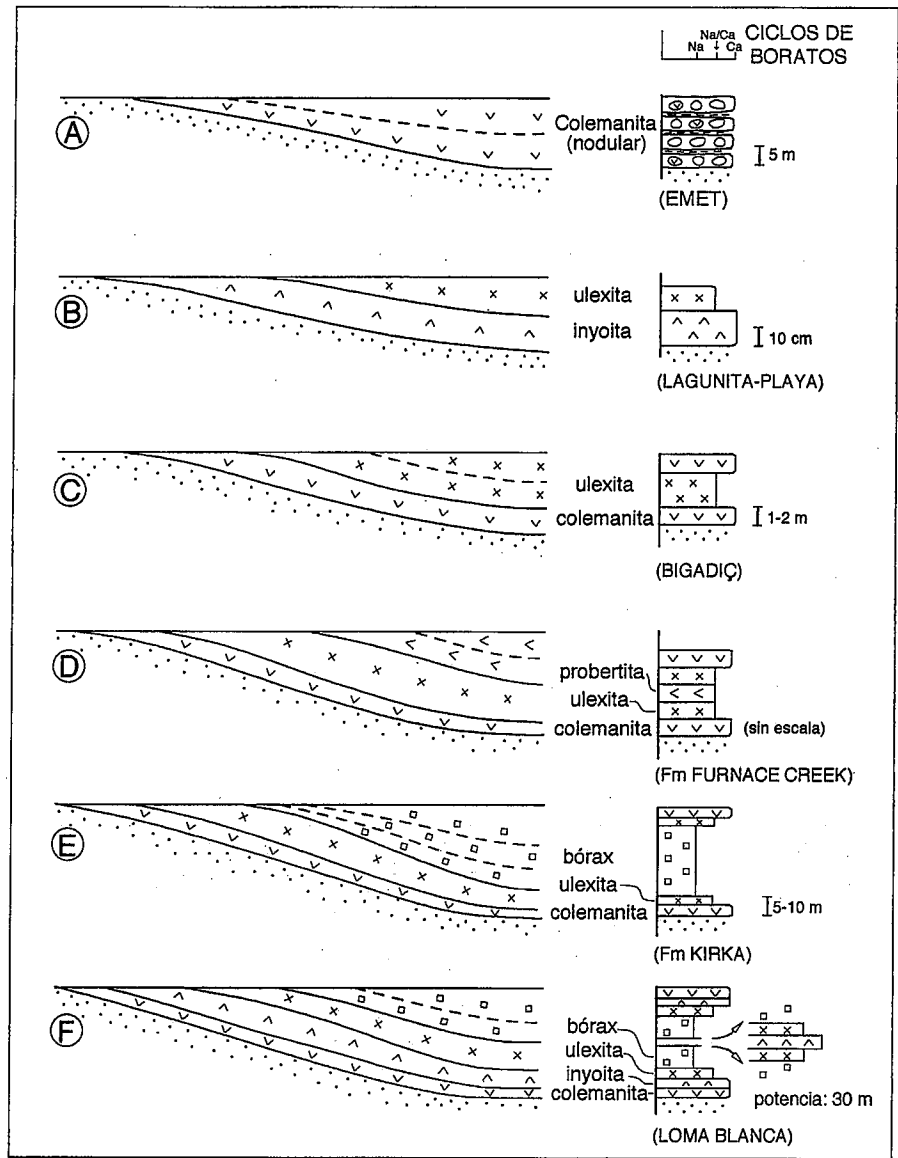 CICLOS DE
BORATOS
Na/Ca
Na ↓ Ca
A
Colemanita
(nodular)
5 m
(EMET)
B
ulexita
inyoita
10 cm
(LAGUNITA-PLAYA)
C
ulexita
colemanita
1-2 m
(BIGADIÇ)
D
probertita
ulexita
colemanita
(sin escala)
(Fm FURNACE CREEK)
E
bórax
ulexita
colemanita
5-10 m
(Fm KIRKA)
F
bórax
ulexita
inyoita
colemanita
potencia: 30 m
(LOMA BLANCA)